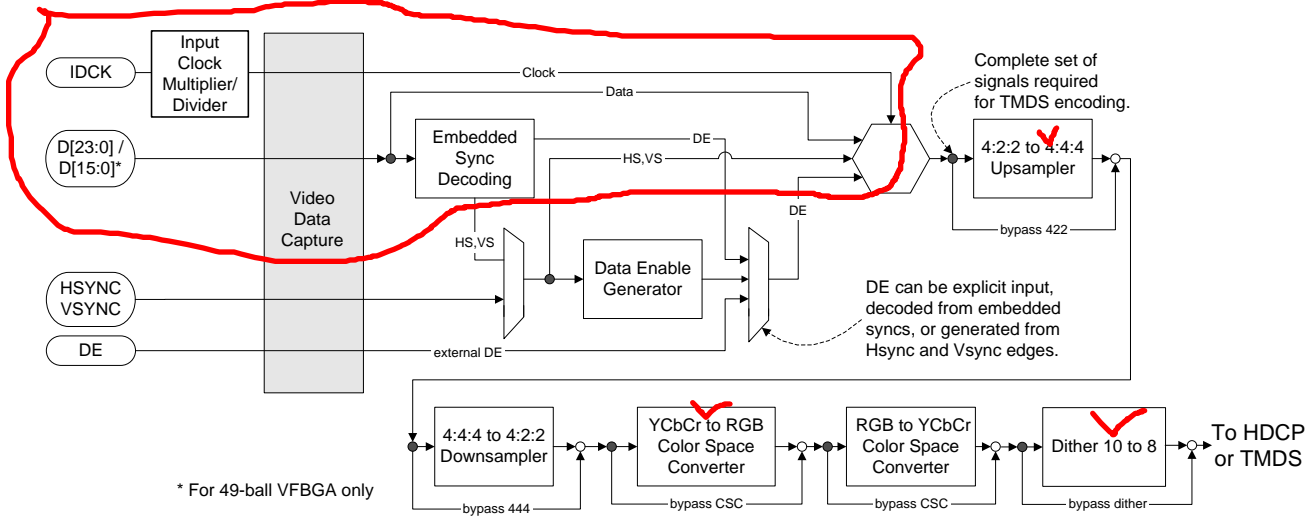 IDCK
Input
Clock
Multiplier/
Divider
Clock
Data
D[23:0] /
D[15:0]*
Embedded
Sync
Decoding
DE
HS,VS
Complete set of
signals required
for TMDS encoding.
4:2:2 to 4:4:4
Upsampler
bypass 422
Video
Data
Capture
HS,VS
DE
HSYNC
VSYNC
Data Enable
Generator
DE can be explicit input,
decoded from embedded
syncs, or generated from
Hsync and Vsync edges.
DE
external DE
4:4:4 to 4:2:2
Downsampler
bypass 444
YCbCr to RGB
Color Space
Converter
bypass CSC
RGB to YCbCr
Color Space
Converter
bypass CSC
Dither 10 to 8
bypass dither
To HDCP
or TMDS
* For 49-ball VFBGA only